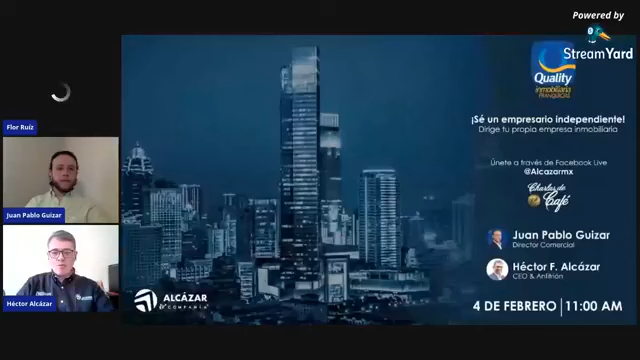 Powered by
StreamYard
Flor Ruíz
Juan Pablo Guizar
Héctor Alcázar
Quality
inmobiliaria
FRANQUICIAS
¡Sé un empresario independiente!
Dirige tu propia empresa inmobiliaria
Únete a través de Facebook Live
@Alcazarmx
Charlas de
Café
Juan Pablo Guizar
Director Comercial
Héctor F. Alcázar
CEO & Anfitrión
ALCÁZAR
& COMPAÑÍA
4 DE FEBRERO | 11:00 AM